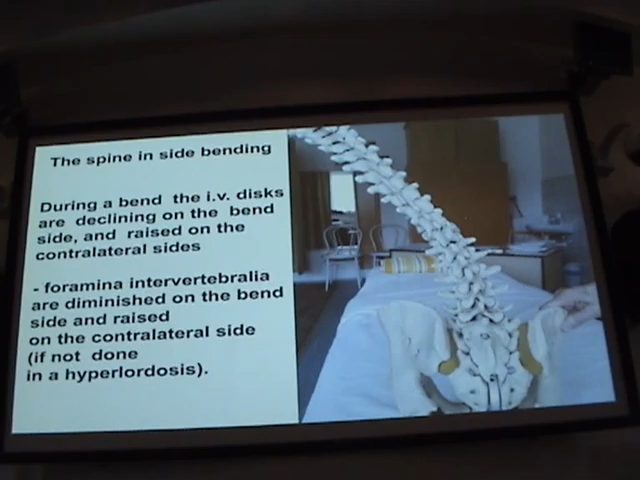 The spine in side bending
During a bend the i.v. disks
are declining on the bend
side, and raised on the
contralateral sides
- foramina intervertebralia
are diminished on the bend
side and raised
on the contralateral side
(if not done
in a hyperlordosis).